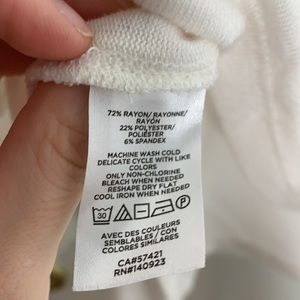 72% RAYON/RAYONNE/
RAYÓN
22% POLYESTER/
POLIÉSTER
6% SPANDEX
MACHINE WASH COLD
DELICATE CYCLE WITH LIKE
COLORS
ONLY NON-CHLORINE
BLEACH WHEN NEEDED
RESHAPE DRY FLAT
COOL IRON WHEN NEEDED
30 P
AVEC DES COULEURS
SEMBLABLES / CON
COLORES SIMILARES
CA#57421
RN#140923